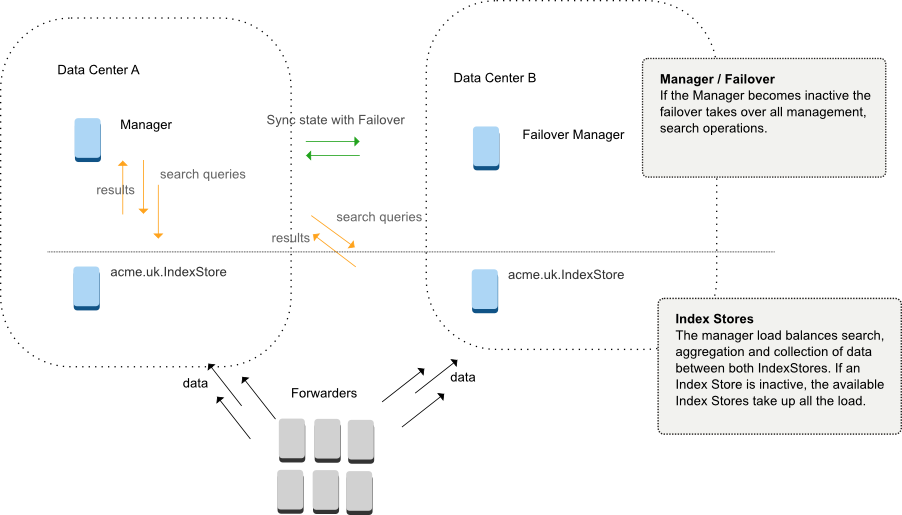 Data Center A
Data Center B
Manager / Failover
If the Manager becomes inactive the
failover takes over all management,
search operations.
Manager
Sync state with Failover
Failover Manager
search queries
results
search queries
results
acme.uk.IndexStore
acme.uk.IndexStore
Index Stores
The manager load balances search,
aggregation and collection of data
between both IndexStores. If an
Index Store is inactive, the available
Index Stores take up all the load.
data
data
Forwarders